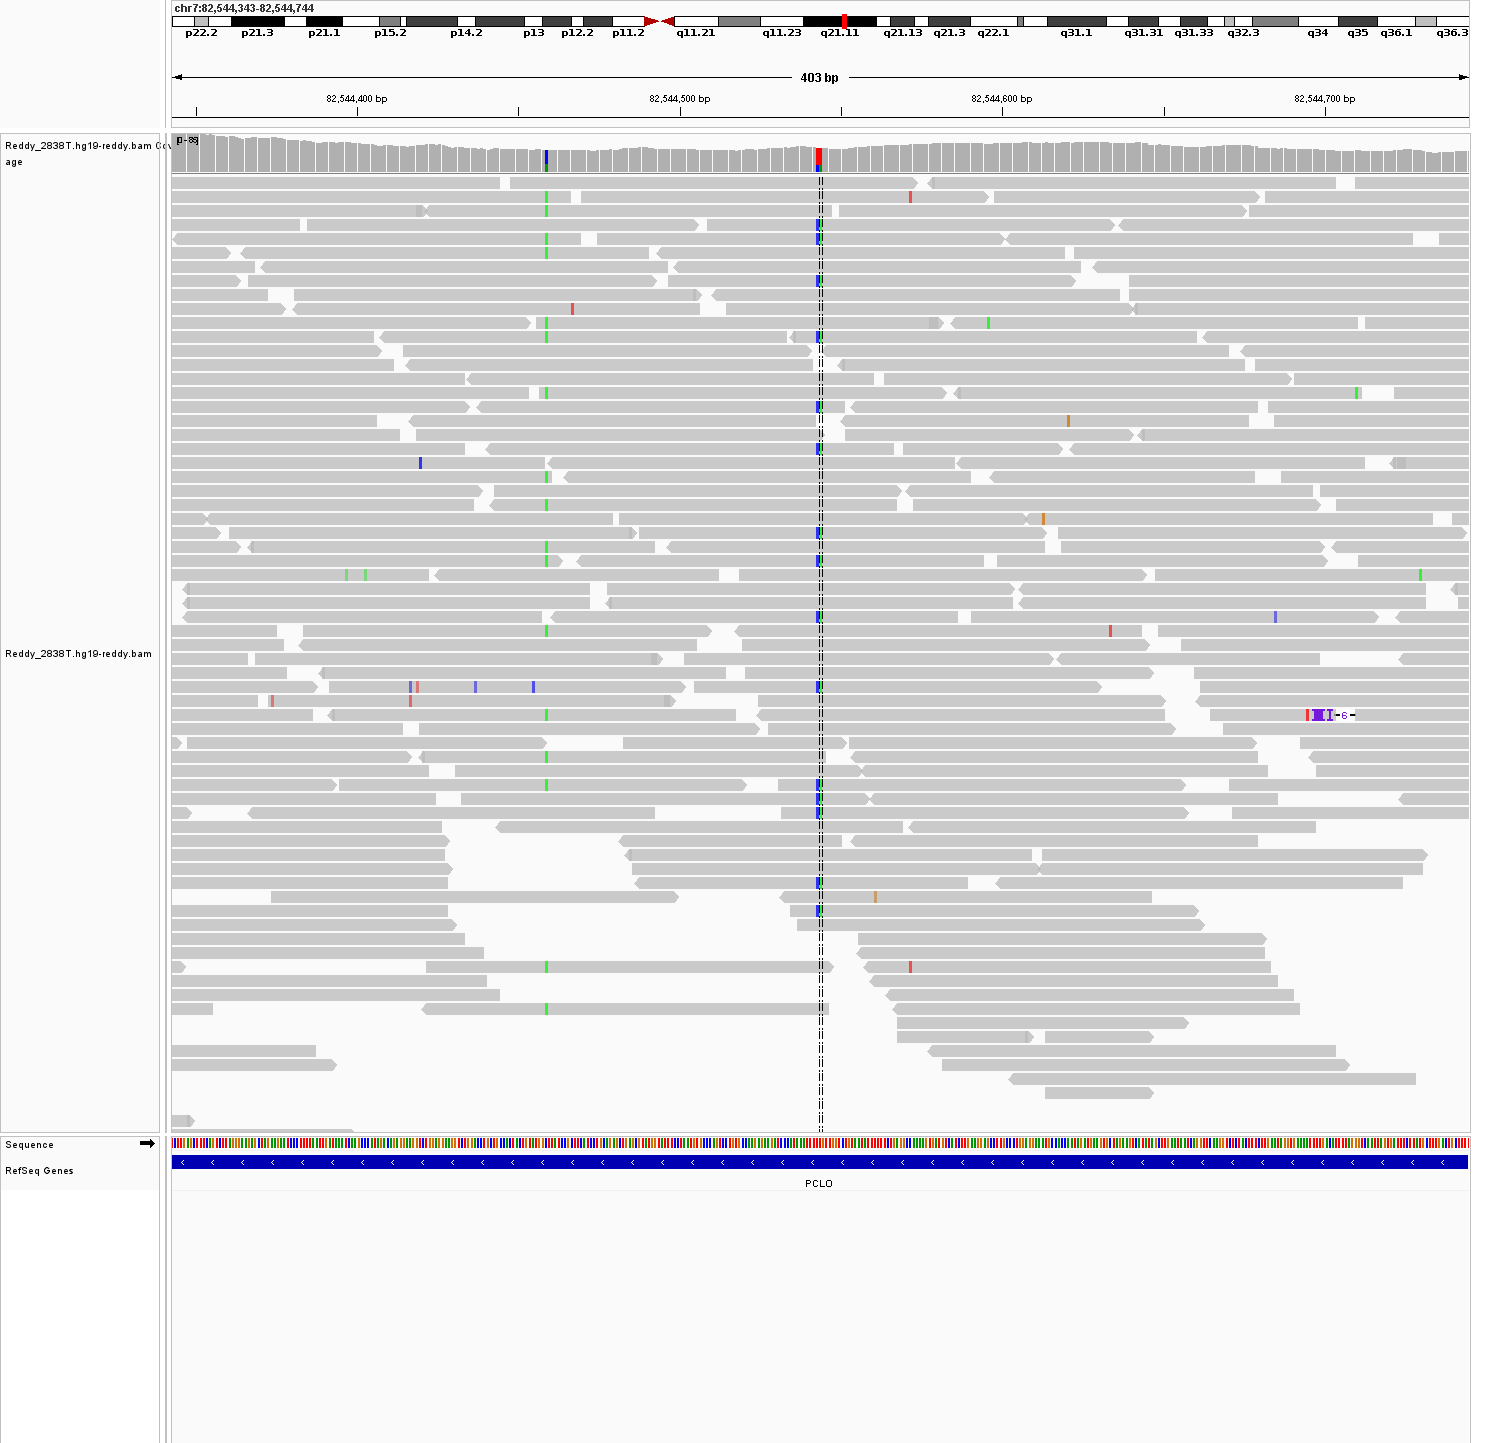 chr7:82,544,343-82,544,744
p22.2 p21.3 p21.1 p15.2 p14.2 p13 p12.2 p11.2 q11.21 q11.23 q21.11 q21.13 q21.3 q22.1 q31.1 q31.31 q31.33 q32.3 q34 q35 q36.1 q36.3
403 bp
82,544,400 bp 82,544,500 bp 82,544,600 bp 82,544,700 bp
Reddy_2838T.hg19-reddy.bam Cov
age
Reddy_2838T.hg19-reddy.bam
6
Sequence
RefSeq Genes
PCLO